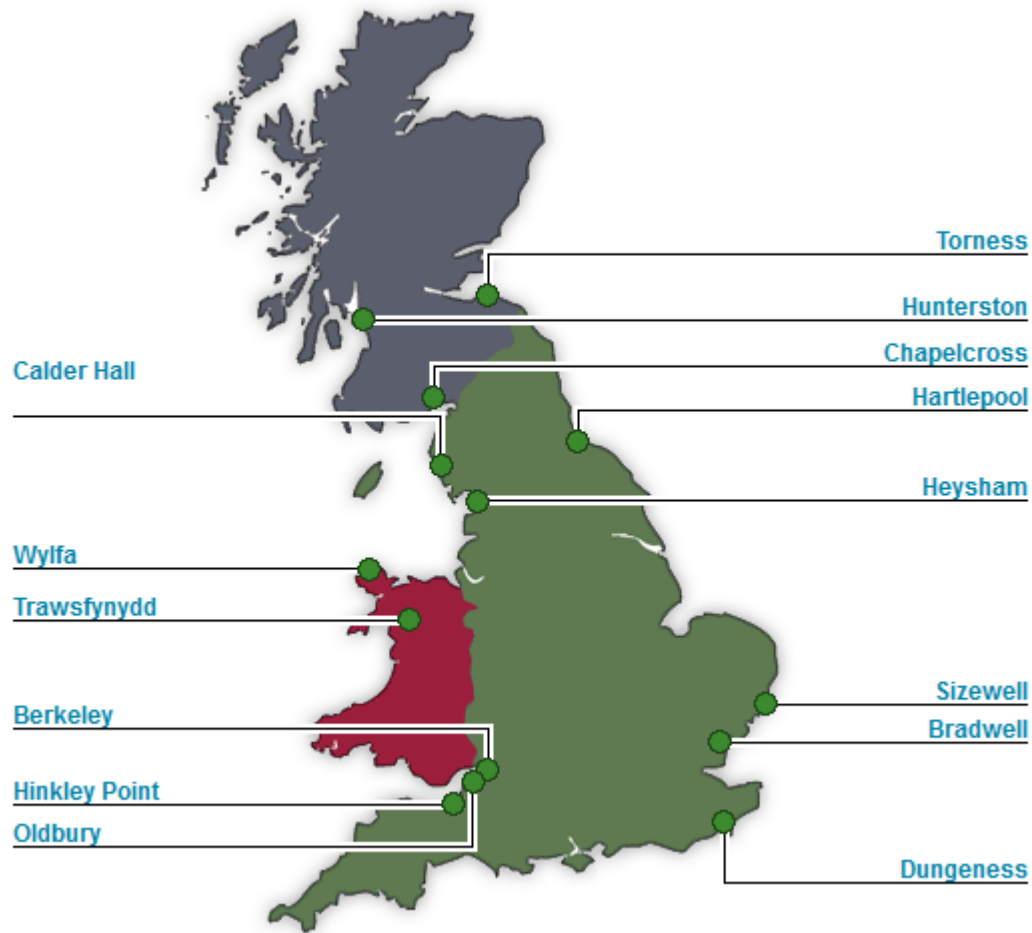 Torness
Hunterston
Chapelcross
Calder Hall
Hartlepool
Heysham
Wylfa
Trawsfynydd
Sizewell
Berkeley
Bradwell
Hinkley Point
Oldbury
Dungeness